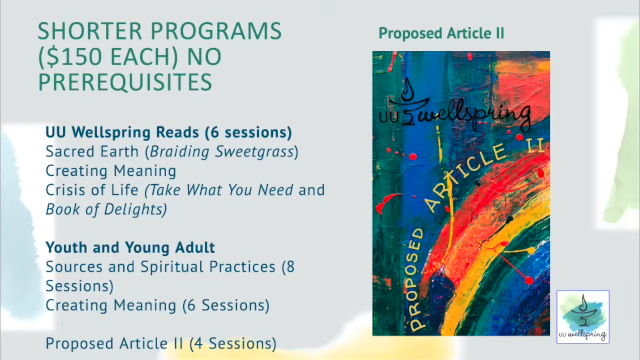 SHORTER PROGRAMS
($150 EACH) NO
PREREQUISITES
UU Wellspring Reads (6 sessions)
Sacred Earth (Braiding Sweetgrass)
Creating Meaning
Crisis of Life (Take What You Need and
Book of Delights)
Youth and Young Adult
Sources and Spiritual Practices (8
Sessions)
Creating Meaning (6 Sessions)
Proposed Article II (4 Sessions)
Proposed Article II
UU wellspring
PROPOSED ARTICLE II
UU wellspring